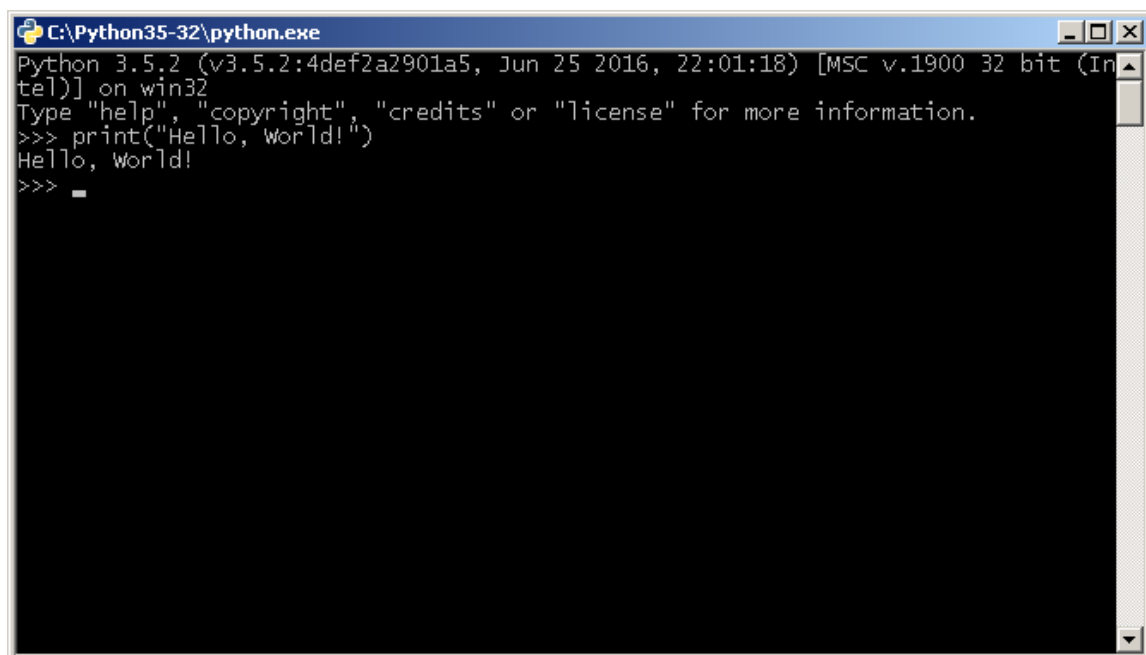 C:\Python35-32\python.exe
Python 3.5.2 (v3.5.2:4def2a2901a5, Jun 25 2016, 22:01:18) [MSC v.1900 32 bit (In
tel)] on win32
Type "help", "copyright", "credits" or "license" for more information.
>>> print("Hello, World!")
Hello, World!
>>>